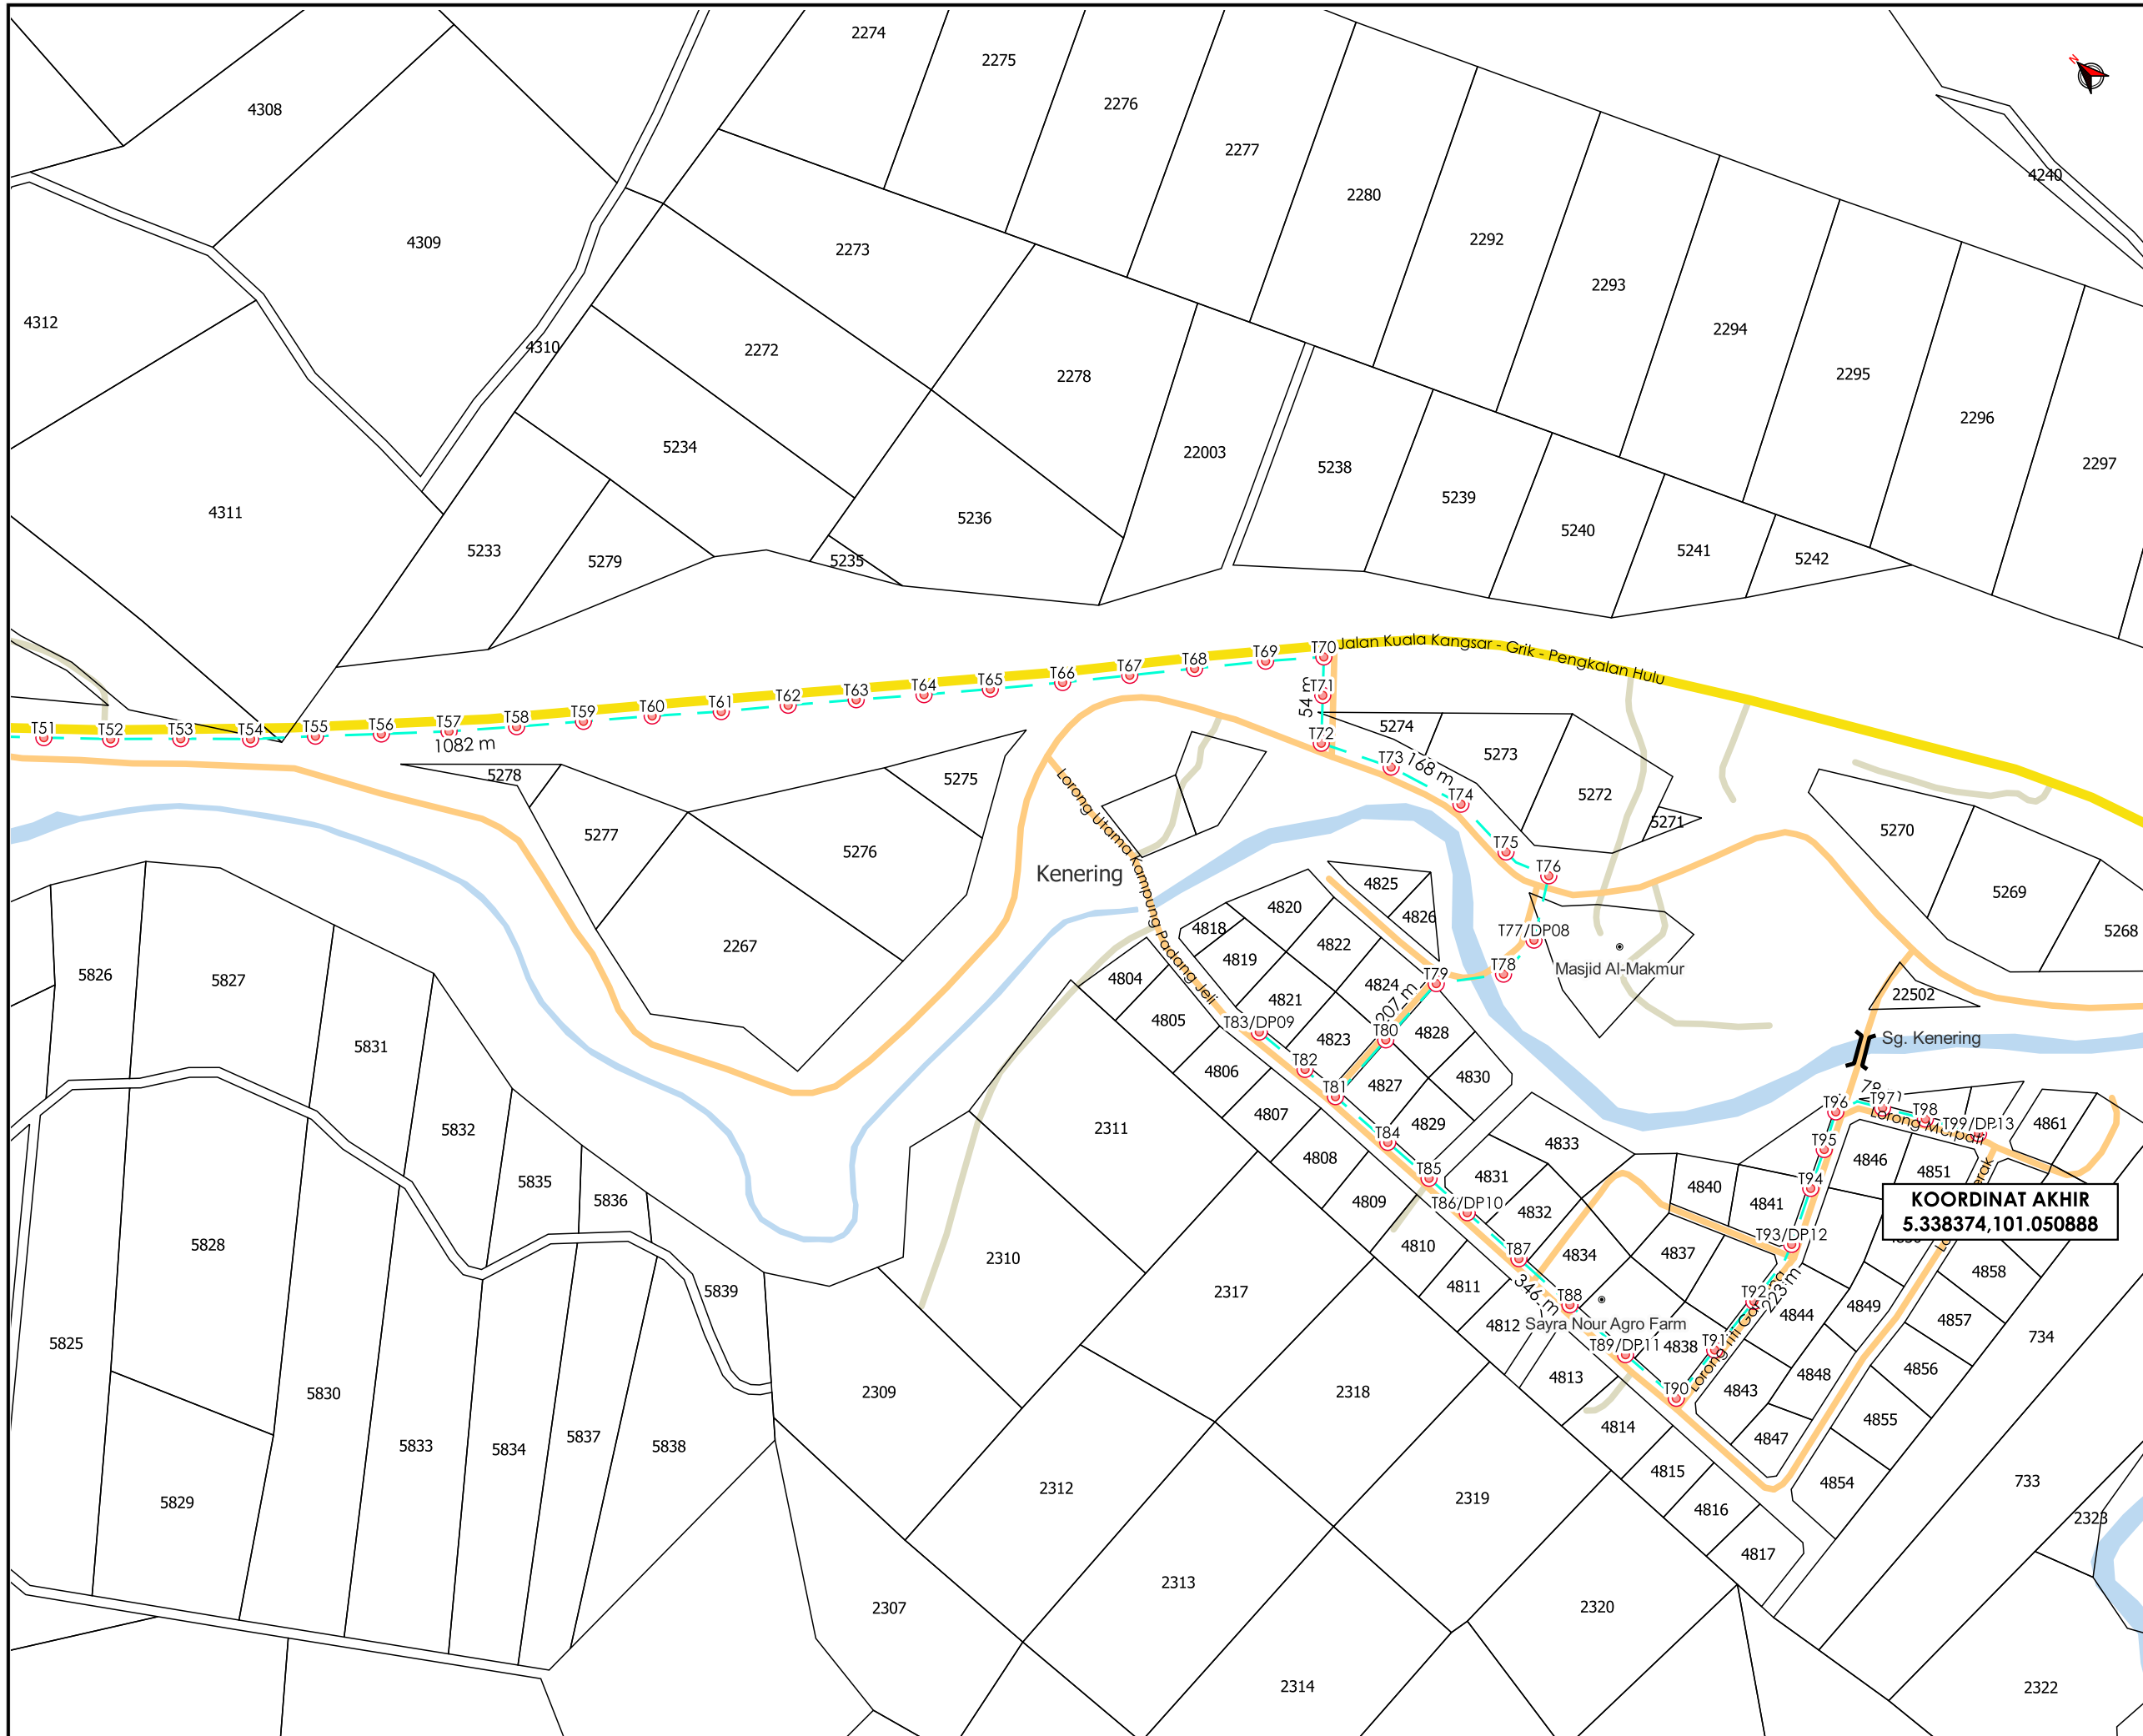 2274
2275
N
4308
2276
2277
4240
2280
2292
4309
2273
2293
4312
2294
4310
2272
2278
2295
2296
5234
22003
5238
2297
5239
4311
5236
5240
5233
5241
5279
5235
5242
Jalan Kuala Kangsar - Grik - Pengkalan Hulu
T70
T69
T68
T67
T66
T65
T64
T63
T62
T61
T60
T59
T58
T57
T56
T55
T54
T53
T52
T51
1082 m
T71
54 m
T72
5274
5273
T73
168 m
T74
5272
5271
T75
T76
5278
5275
5277
5276
5270
Lorong Utama Kampung Padang Jeli
Kenering
4825
5269
4820
4826
4818
T77/DP08
5268
2267
4822
4819
Masjid Al-Makmur
T78
T79
5826
5827
4804
4824
4821
207 m
22502
4805
T83/DP09
4823
T80
4828
Sg. Kenering
5831
4806
T82
4827
4830
T81
78
T96
T97
T98
4807
4829
Lorong Murpati
T99/DP13
4861
2311
5832
T84
4833
T95
4808
4846
4851
T85
4831
5835
4840
T94
5836
4809
T86/DP10
4832
4841
KOORDINAT AKHIR
5.338374,101.050888
T93/DP12
5828
4810
2310
T87
4834
4837
4858
5839
2317
4811
346 m
T88
T92
223 m
4849
4844
4857
4812
Sayra Nour Agro Farm
5825
T89/DP11
4838
T91
734
4856
4813
4848
2309
2318
T90
4843
5830
4855
4814
4847
5833
5834
5837
5838
4815
4854
733
2312
2319
5829
4816
2323
4817
2313
2307
2320
2314
2322